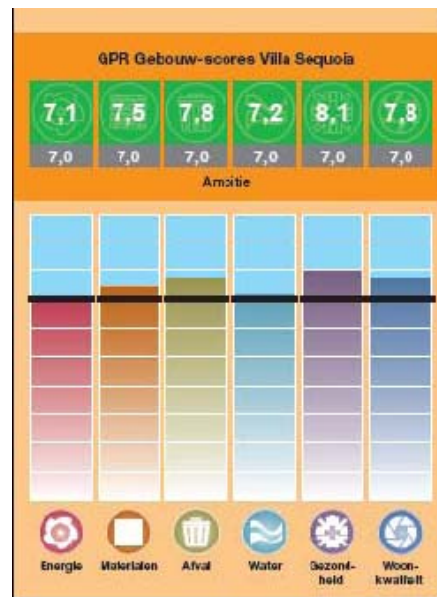 GPR Gebouw-scores Villa Sequoia
7,1 7,5 7,8 7,2 8,1 7,8
7,0 7,0 7,0 7,0 7,0 7,0
Ambitie
Energie Materialen Afval Water Gezond- Woon-
heid kwaliteit